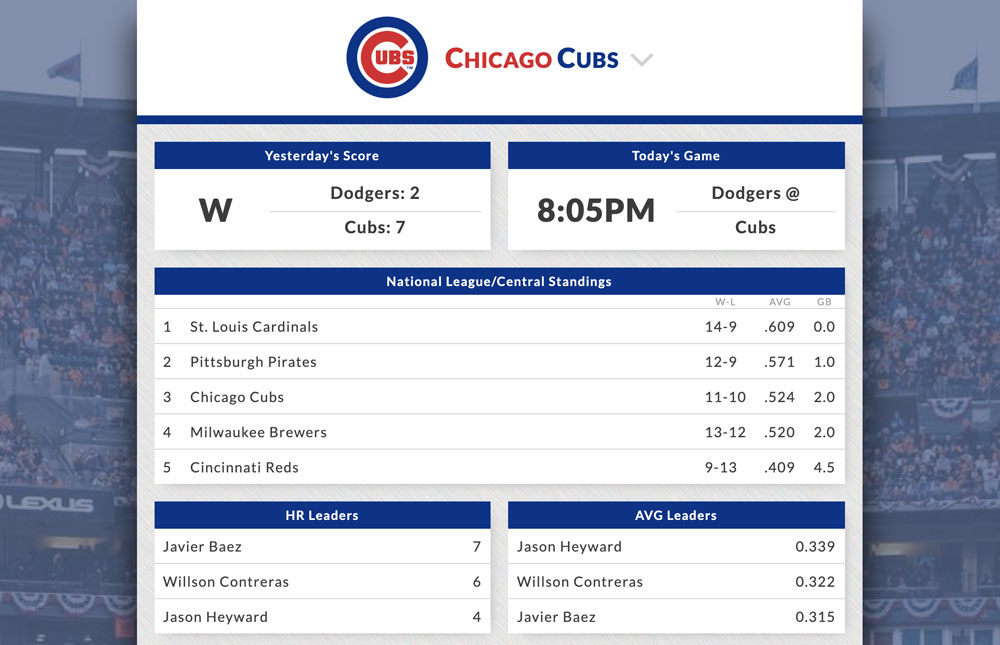 UBS
TM
CHICAGO CUBS
Yesterday's Score
W
Dodgers: 2
Cubs: 7
Today's Game
8:05PM
Dodgers @
Cubs
National League/Central Standings
W-L AVG GB
1 St. Louis Cardinals 14-9 .609 0.0
2 Pittsburgh Pirates 12-9 .571 1.0
3 Chicago Cubs 11-10 .524 2.0
4 Milwaukee Brewers 13-12 .520 2.0
5 Cincinnati Reds 9-13 .409 4.5
LEXUS
HR Leaders
Javier Baez 7
Willson Contreras 6
Jason Heyward 4
AVG Leaders
Jason Heyward 0.339
Willson Contreras 0.322
Javier Baez 0.315